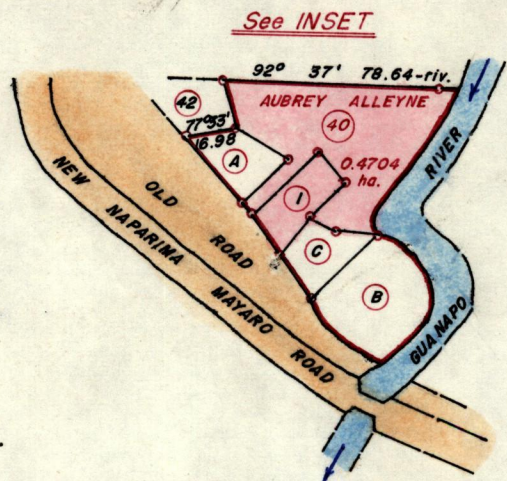 See INSET
92° 37' 78.64-riv.
AUBREY ALLEYNE
42
40
77°33'
16.98
0.4704
ha.
A
I
C
B
RIVER
GUANAPO
OLD ROAD
NEW NAPARIMA MAYARO ROAD